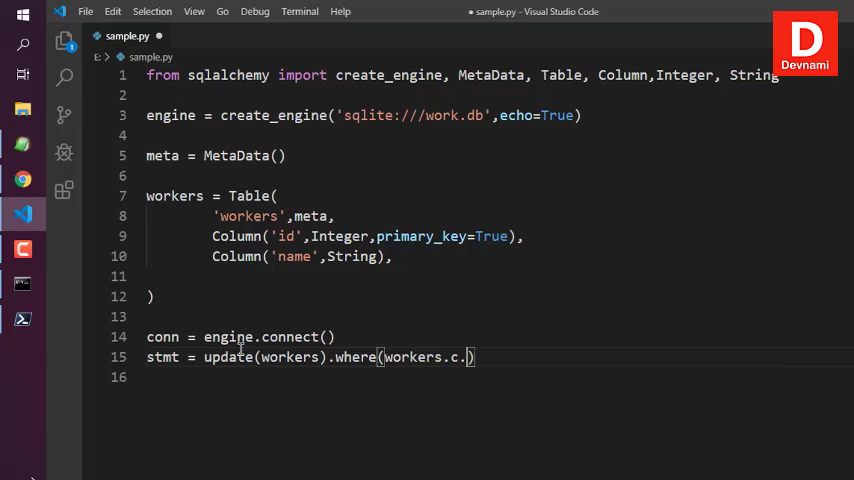 File Edit Selection View Go Debug Terminal Help
● sample.py - Visual Studio Code
sample.py ●
E: > sample.py
D
Devnami
1
1 from sqlalchemy import create_engine, MetaData, Table, Column,Integer, String
2
3 engine = create_engine('sqlite:///work.db',echo=True)
4
5 meta = MetaData()
6
7 workers = Table(
8 'workers',meta,
9 Column('id',Integer,primary_key=True),
10 Column('name',String),
11
12 )
13
14 conn = engine.connect()
15 stmt = update(workers).where(workers.c.)
16